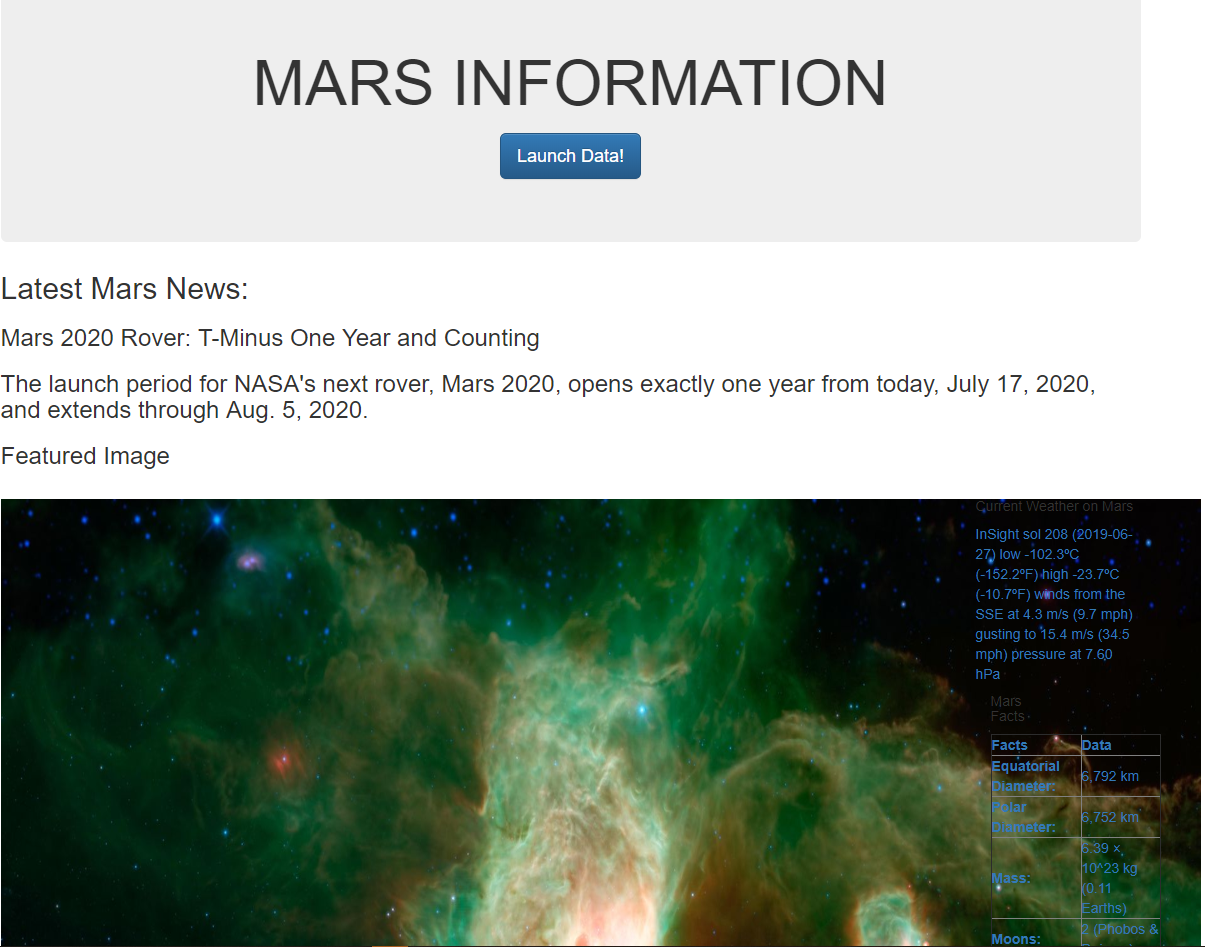 MARS INFORMATION
Launch Data!
Latest Mars News:
Mars 2020 Rover: T-Minus One Year and Counting
The launch period for NASA's next rover, Mars 2020, opens exactly one year from today, July 17, 2020,
and extends through Aug. 5, 2020.
Featured Image
Current Weather on Mars
InSight sol 208 (2019-06-
27) low -102.3ºC
(-152.2ºF) high -23.7ºC
(-10.7ºF) winds from the
SSE at 4.3 m/s (9.7 mph)
gusting to 15.4 m/s (34.5
mph) pressure at 7.60
hPa
Mars
Facts
Facts Data
Equatorial
Diameter: 6,792 km
Polar
Diameter: 6,752 km
Mass: 6.39 ×
10^23 kg
(0.11
Earths)
Moons: 2 (Phobos &